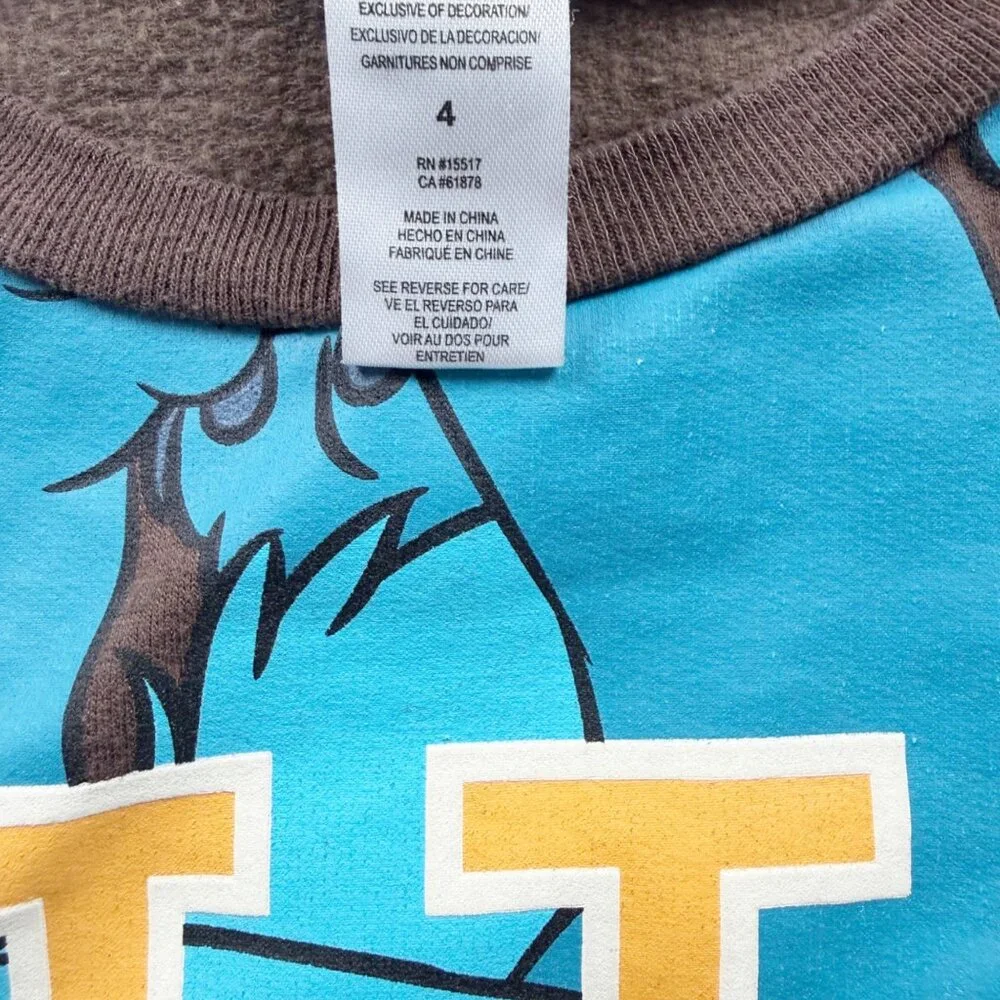 EXCLUSIVE OF DECORATION/
EXCLUSIVO DE LA DECORACION/
GARNITURES NON COMPRISE
4
RN #15517
CA #61878
MADE IN CHINA
HECHO EN CHINA
FABRIQUÉ EN CHINE
SEE REVERSE FOR CARE/
VE EL REVERSO PARA
EL CUIDADO/
VOIR AU DOS POUR
ENTRETIEN